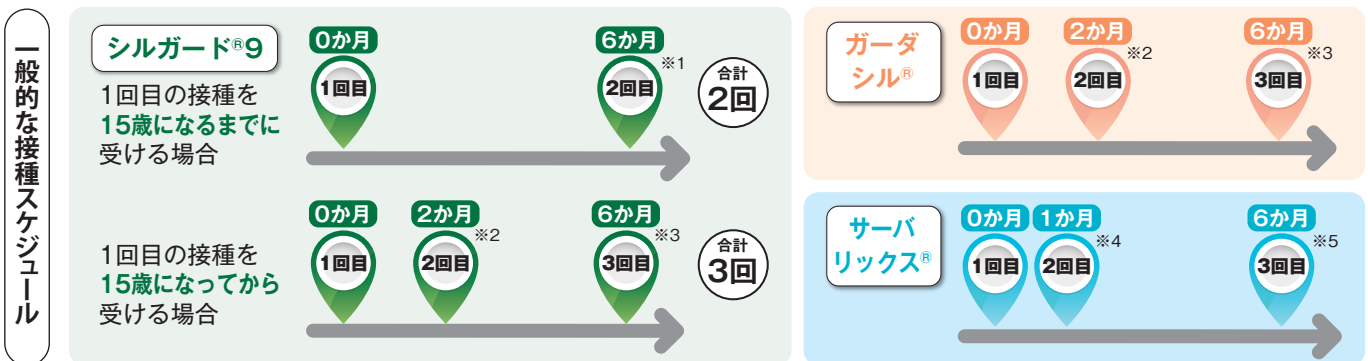 一般的な接種スケジュール
シルガード®9
1回目の接種を
15歳になるまでに
受ける場合
0か月
1回目
6か月
※1
2回目
合計
2回
1回目の接種を
15歳になってから
受ける場合
0か月
1回目
2か月
※2
2回目
6か月
※3
3回目
合計
3回
ガーダ
シル®
0か月
1回目
2か月
※2
2回目
6か月
※3
3回目
サーバ
リックス®
0か月
1回目
1か月
※4
2回目
6か月
※5
3回目